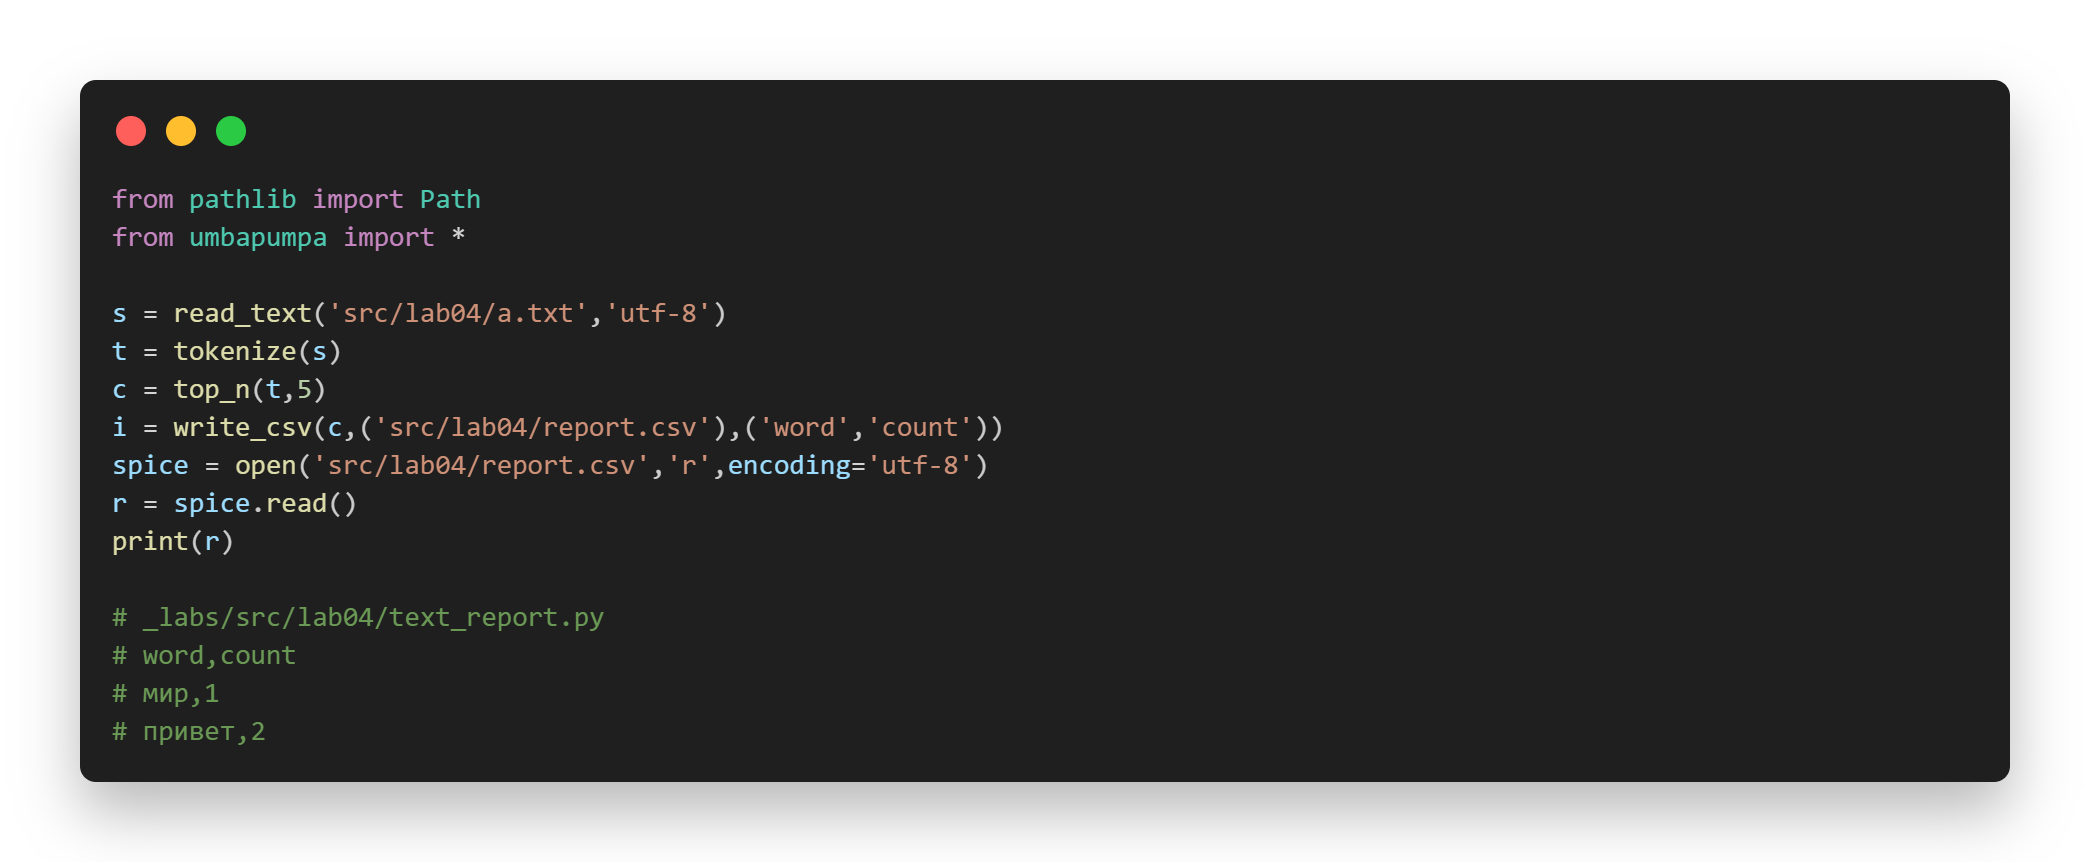 from pathlib import Path
from umbapumpa import *
s = read_text('src/lab04/a.txt','utf-8')
t = tokenize(s)
c = top_n(t,5)
i = write_csv(c,('src/lab04/report.csv'),('word','count'))
spice = open('src/lab04/report.csv','r',encoding='utf-8')
r = spice.read()
print(r)
# _labs/src/lab04/text_report.py
# word,count
# мир,1
# привет,2